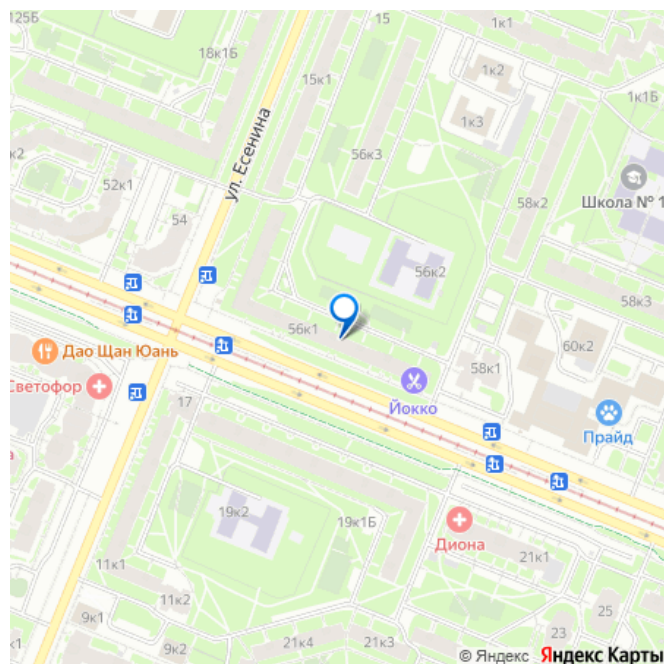 125Б
18к1Б
15
1к1
1к2
15к1
1к1Б
1к3
ул. Есенина
к2
56к3
52к1
Школа № 1
54
58к2
56к2
58к3
56к1
60к2
Дао Щан Юань
58к1
Светофор
Йокко
17
Прайд
а
19к2
19к1Б
Диона
21к1
11к1
11к2
25
9к1
23
9к2
21к4
21к3
© Яндекс Яндекс Карты